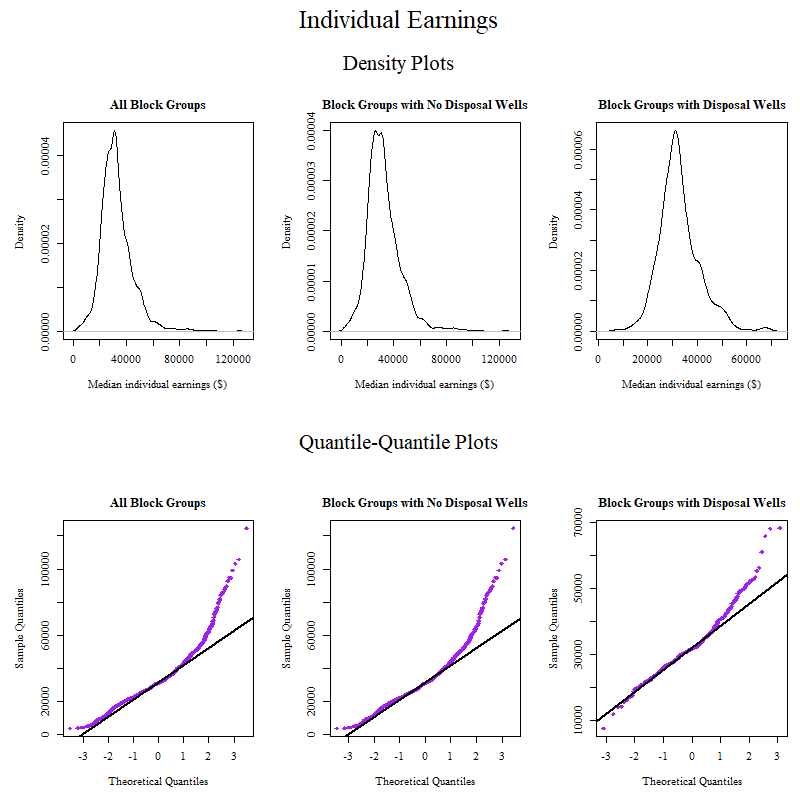 Individual Earnings
Density Plots
All Block Groups
Block Groups with No Disposal Wells
Block Groups with Disposal Wells
Density
0.00000
0.00002
0.00004
0 40000 80000 120000
Median individual earnings ($)
Density
0.00000
0.00001
0.00002
0.00003
0.00004
0 40000 80000 120000
Median individual earnings ($)
Density
0.00000
0.00002
0.00004
0.00006
0 20000 40000 60000
Median individual earnings ($)
Quantile-Quantile Plots
All Block Groups
Block Groups with No Disposal Wells
Block Groups with Disposal Wells
Sample Quantiles
0
20000
60000
100000
-3 -2 -1 0 1 2 3
Theoretical Quantiles
Sample Quantiles
0
20000
60000
100000
-3 -2 -1 0 1 2 3
Theoretical Quantiles
Sample Quantiles
10000
30000
50000
70000
-3 -2 -1 0 1 2 3
Theoretical Quantiles